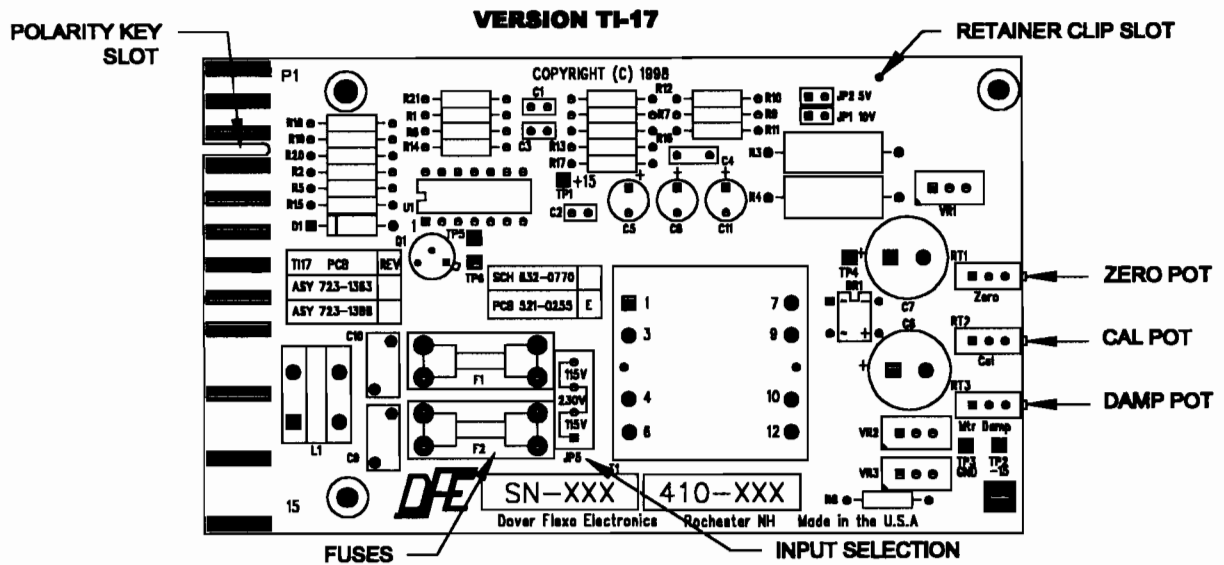 VERSION TI-17
POLARITY KEY
SLOT
RETAINER CLIP SLOT
P1
COPYRIGHT (C) 1998
R21
R1
R6
R14
C1
C3
R12
R7
R13
R17
R16
R10
R9
R11
JP2 5V
JP1 10V
R18
R19
R20
R2
R5
R15
D1
U1
1
+15
TP1
C2
C4
+
+
+
C5
C6
C11
R3
R4
VR1
Q1
TP5
TP6
TI17 PCB REV
ASY 723-1363
ASY 723-1398
SCH 832-0770
PCB 521-0255 E
1
3
4
6
7
9
10
12
T1
TP4
BR1
- -
~ +
+
C7
+
RT1
Zero
RT2
Cal
RT3
Mtr Damp
ZERO POT
CAL POT
DAMP POT
C10
C9
L1
F1
F2
115V
230V
115V
JP5
VR2
VR3
TP3
GND
TP2
-15
15
DFE
SN-XXX
410-XXX
Dover Flexo Electronics
Rochester NH
Made in the U.S.A
FUSES
INPUT SELECTION